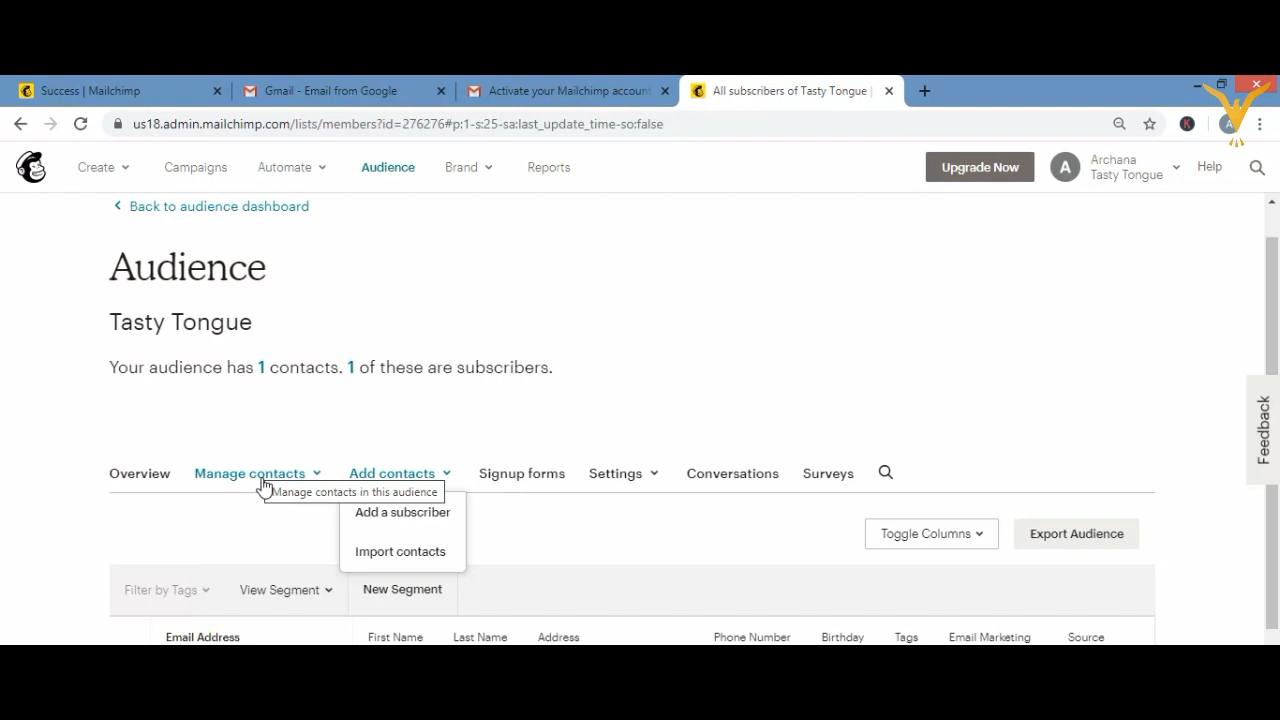 Success | Mailchimp
Gmail - Email from Google
Activate your Mailchimp accoun
All subscribers of Tasty Tongue |
us18.admin.mailchimp.com/lists/members?id=276276#p:1-s:25-sa:last_update_time-so:false
K
A
Create
Campaigns
Automate
Audience
Brand
Reports
Upgrade Now
A
Archana
Tasty Tongue
Help
Back to audience dashboard
Audience
Tasty Tongue
Your audience has 1 contacts. 1 of these are subscribers.
Feedback
Overview
Manage contacts
Add contacts
Signup forms
Settings
Conversations
Surveys
Manage contacts in this audience
Add a subscriber
Import contacts
Toggle Columns
Export Audience
Filter by Tags
View Segment
New Segment
Email Address
First Name
Last Name
Address
Phone Number
Birthday
Tags
Email Marketing
Source